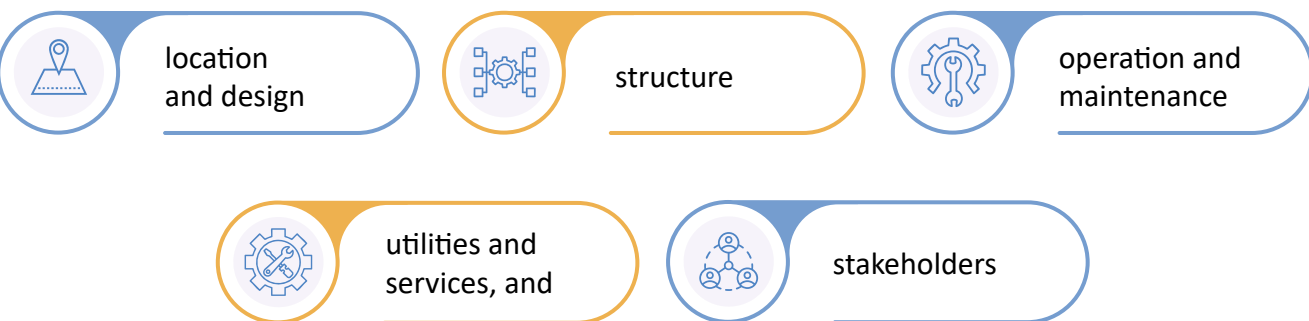 location
and design
structure
operation and
maintenance
utilities and
services, and
stakeholders